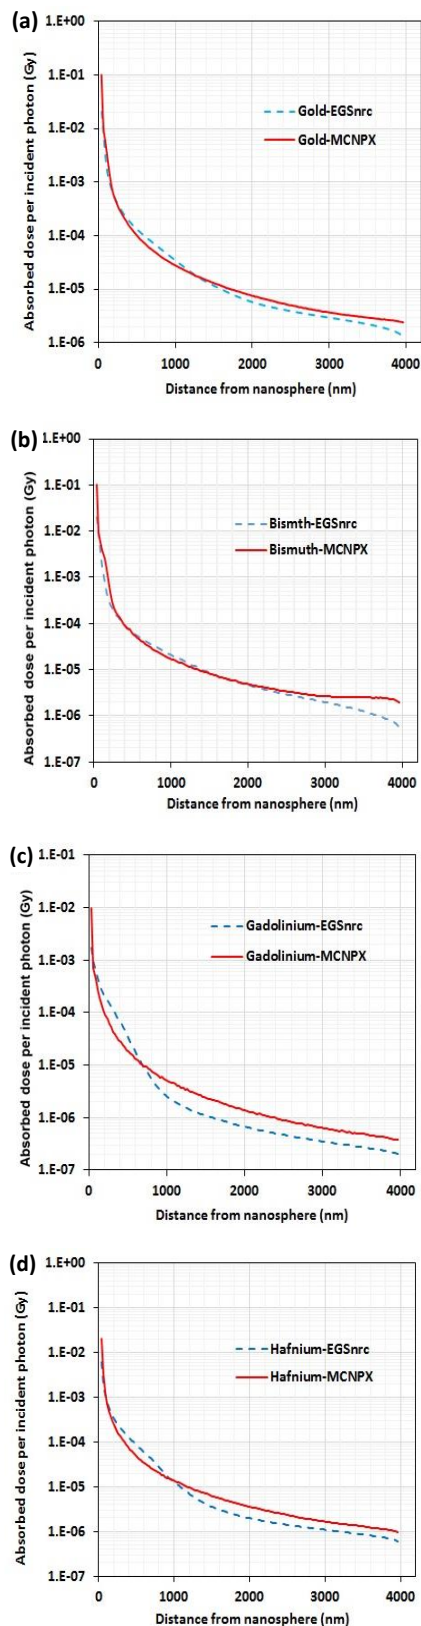 (a)
1.E+00
1.E-01
1.E-02
1.E-03
1.E-04
1.E-05
1.E-06
Absorbed dose per incident photon (Gy)
Gold-EGSnrc
Gold-MCNPX
0 1000 2000 3000 4000
Distance from nanosphere (nm)
(b)
1.E+00
1.E-01
1.E-02
1.E-03
1.E-04
1.E-05
1.E-06
1.E-07
Absorbed dose per incident photon (Gy)
Bismth-EGSnrc
Bismuth-MCNPX
0 1000 2000 3000 4000
Distance from nanosphere (nm)
(c)
1.E-01
1.E-02
1.E-03
1.E-04
1.E-05
1.E-06
1.E-07
Absorbed dose per incident photon (Gy)
Gadolinium-EGSnrc
Gadolinium-MCNPX
0 1000 2000 3000 4000
Distance from nanosphere (nm)
(d)
1.E+00
1.E-01
1.E-02
1.E-03
1.E-04
1.E-05
1.E-06
1.E-07
Absorbed dose per incident photon (Gy)
Hafnium-EGSnrc
Hafnium-MCNPX
0 1000 2000 3000 4000
Distance from nanosphere (nm)